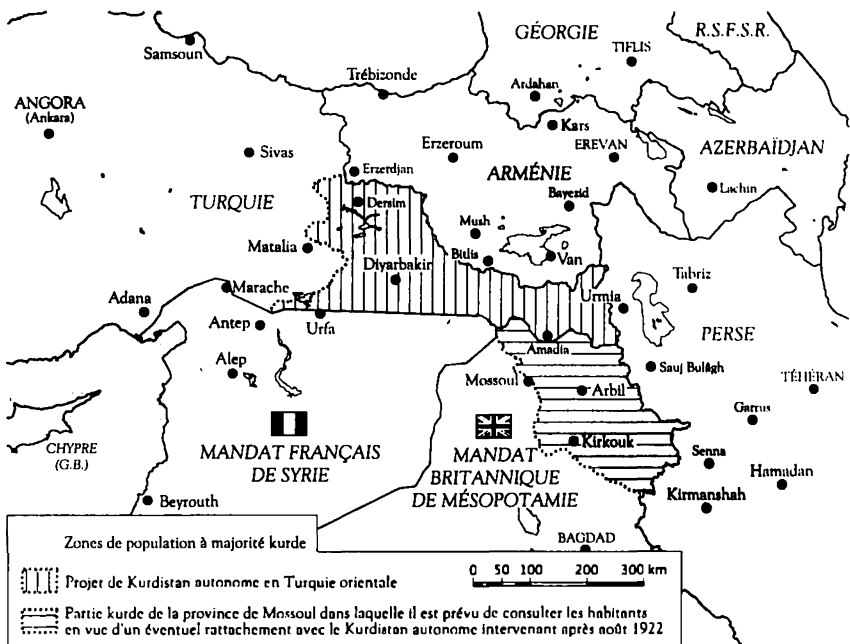 GÉORGIE
R.S.F.S.R.
TIFLIS
Samsoun
Trébizonde
Ardahan
ANGORA
(Ankara)
Kars
Erzeroum
EREVAN
AZERBAÏDJAN
Sivas
Erzerdjan
ARMÉNIE
Lachin
TURQUIE
Dersim
Bayezid
Mush
Matalia
Bitlis
Van
Diyarbakir
Tabriz
Marache
Urmia
Adana
Antep
Urfa
PERSE
Amadia
Alep
Sauj Bulâgh
Mossoul
TÉHÉRAN
Arbil
Garrus
CHYPRE
(G.B.)
MANDAT FRANÇAIS
DE SYRIE
MANDAT
BRITANNIQUE
DE MÉSOPOTAMIE
Kirkouk
Senna
Hamadan
Kirmanshah
Beyrouth
BAGDAD
Zones de population à majorité kurde
Projet de Kurdistan autonome en Turquie orientale
0 50 100 200 300 km
Partie kurde de la province de Mossoul dans laquelle il est prévu de consulter les habitants
en vue d'un éventuel rattachement avec le Kurdistan autonome intervenant après août 1922